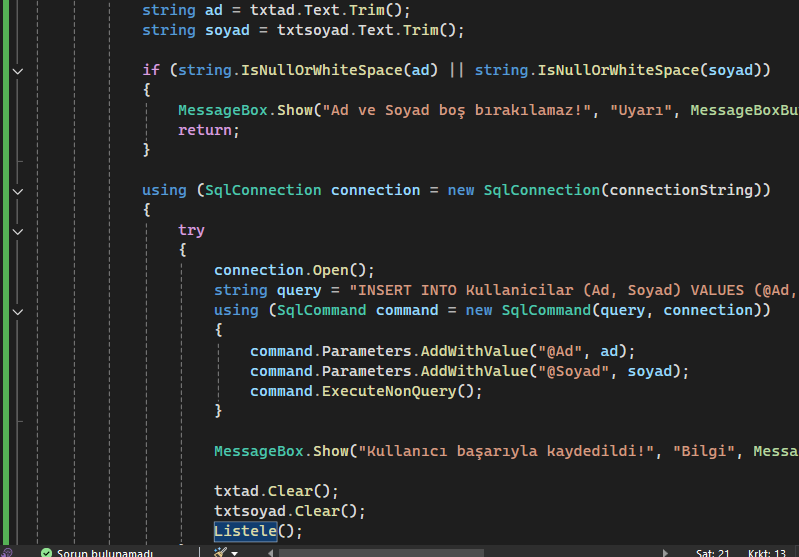 string ad = txtad.Text.Trim();
string soyad = txtsoyad.Text.Trim();
if (string.IsNullOrWhiteSpace(ad) || string.IsNullOrWhiteSpace(soyad))
{
MessageBox.Show("Ad ve Soyad boş bırakılamaz!", "Uyarı", MessageBoxBu
return;
}
using (SqlConnection connection = new SqlConnection(connectionString))
{
try
{
connection.Open();
string query = "INSERT INTO Kullanicilar (Ad, Soyad) VALUES (@Ad,
using (SqlCommand command = new SqlCommand(query, connection))
{
command.Parameters.AddWithValue("@Ad", ad);
command.Parameters.AddWithValue("@Soyad", soyad);
command.ExecuteNonQuery();
}
MessageBox.Show("Kullanıcı başarıyla kaydedildi!", "Bilgi", Messa
txtad.Clear();
txtsoyad.Clear();
Listele();
Sorun bulunamadı Sat: 21 Krkt: 13